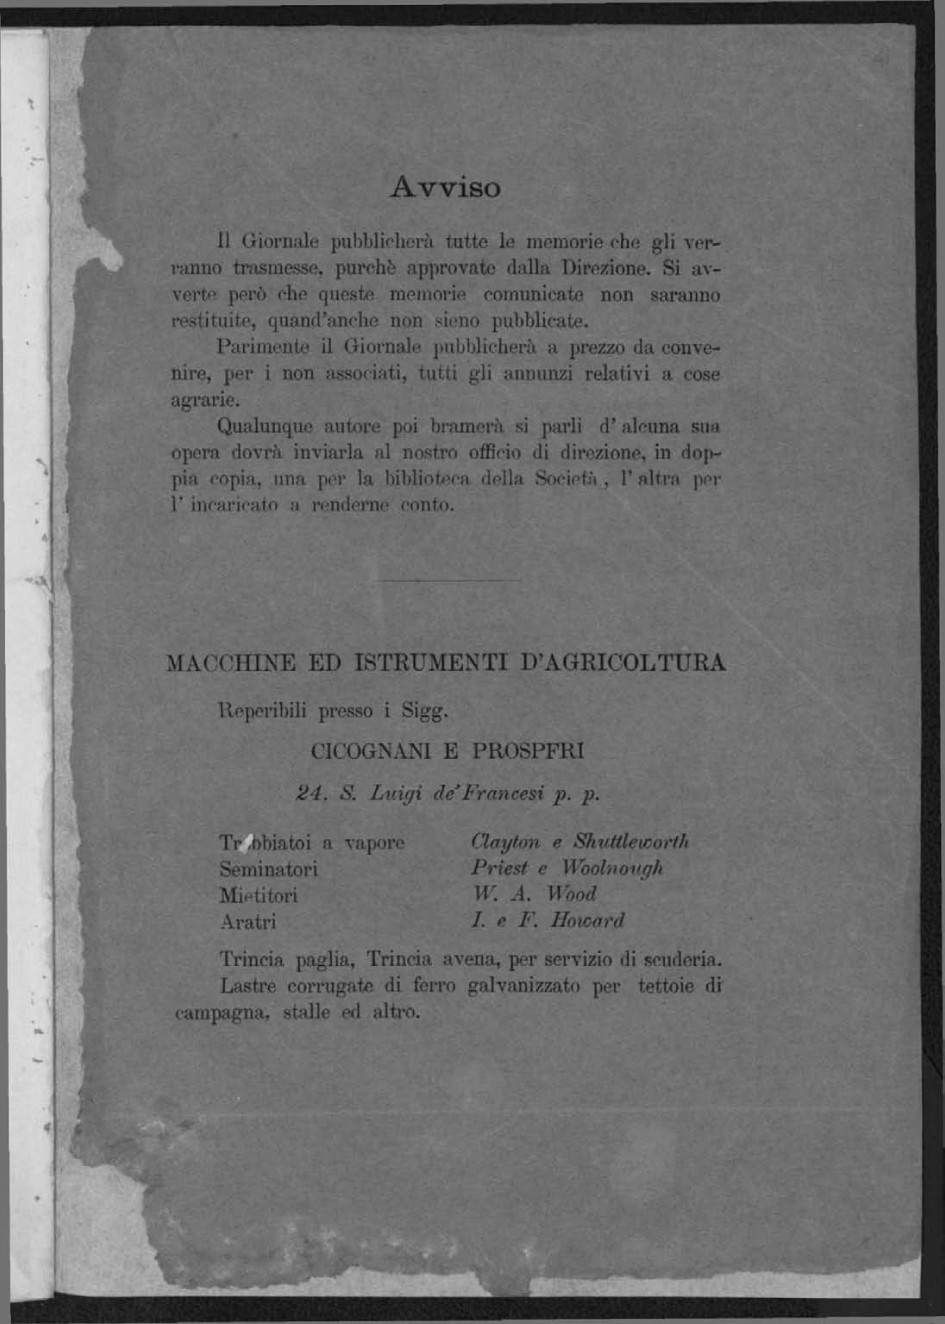 Avviso
Il Giornale pubblicherà tutte le memorie che gli ver-
ranno trasmesse, purchè approvate dalla Direzione. Si av-
verte però che queste memorie comunicate non saranno
restituite, quand'anche non sieno pubblicate.
Parimente il Giornale pubblicherà a prezzo da conve-
nire, per i non associati, tutti gli annunzi relativi a cose
agrarie.
Qualunque autore poi bramerà si parli d' alcuna sua
opera dovrà inviarla al nostro officio di direzione, in dop-
pia copia, una per la biblioteca della Società, l' altra per
l' incaricato a renderne conto.
MACCHINE ED ISTRUMENTI D'AGRICOLTURA
Reperibili presso i Sigg.
CICOGNANI E PROSPFRI
24. S. Luigi de' Francesi p. p.
Trebbiatoi a vapore Clayton e Shuttleworth
Seminatori Priest e Woolnough
Mietitori W. A. Wood
Aratri I. e F. Howard
Trincia paglia, Trincia avena, per servizio di scuderia.
Lastre corrugate di ferro galvanizzato per tettoie di
campagna, stalle ed altro.